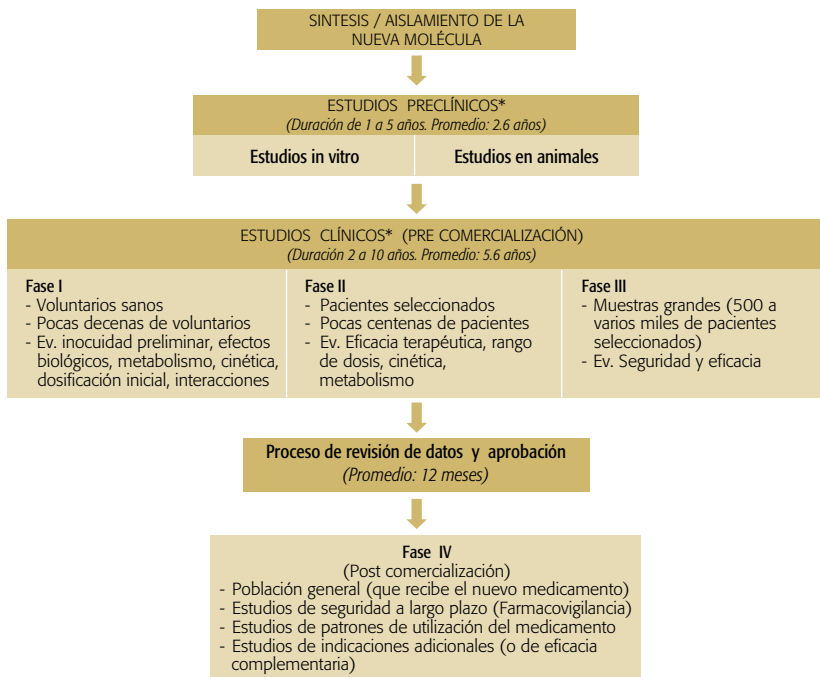 SINTESIS / AISLAMIENTO DE LA
NUEVA MOLÉCULA
ESTUDIOS PRECLÍNICOS*
(Duración de 1 a 5 años. Promedio: 2.6 años)
Estudios in vitro
Estudios en animales
ESTUDIOS CLÍNICOS* (PRE COMERCIALIZACIÓN)
(Duración 2 a 10 años. Promedio: 5.6 años)
Fase I
- Voluntarios sanos
- Pocas decenas de voluntarios
- Ev. inocuidad preliminar, efectos
biológicos, metabolismo, cinética,
dosificación inicial, interacciones
Fase II
- Pacientes seleccionados
- Pocas centenas de pacientes
- Ev. Eficacia terapéutica, rango
de dosis, cinética,
metabolismo
Fase III
- Muestras grandes (500 a
varios miles de pacientes
seleccionados)
- Ev. Seguridad y eficacia
Proceso de revisión de datos y aprobación
(Promedio: 12 meses)
Fase IV
(Post comercialización)
- Población general (que recibe el nuevo medicamento)
- Estudios de seguridad a largo plazo (Farmacovigilancia)
- Estudios de patrones de utilización del medicamento
- Estudios de indicaciones adicionales (o de eficacia
complementaria)